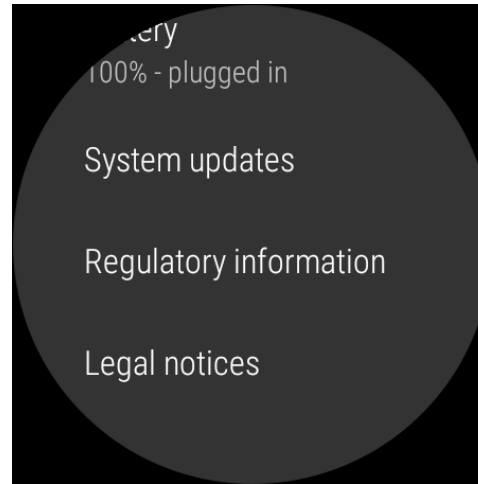 100% - plugged in
System updates
Regulatory information
Legal notices